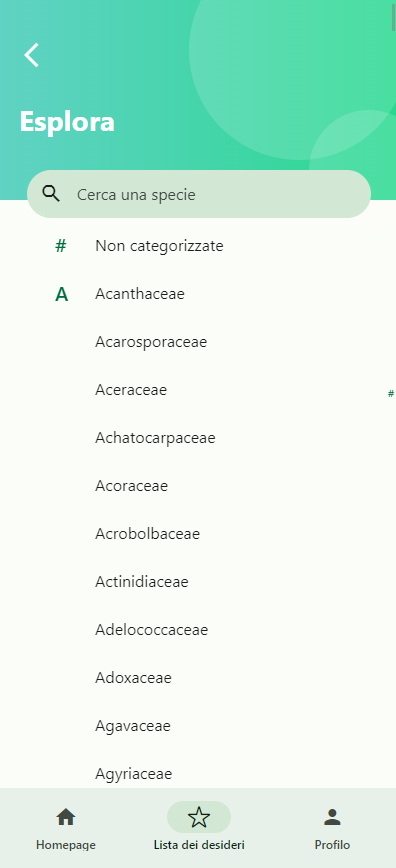 Esplora
Cerca una specie
# Non categorizzate
A Acanthaceae
Acarosporaceae
Aceraceae
#
Achatocarpaceae
Acoraceae
Acrobolbaceae
Actinidiaceae
Adelococcaceae
Adoxaceae
Agavaceae
Agyriaceae
Homepage Lista dei desideri Profilo